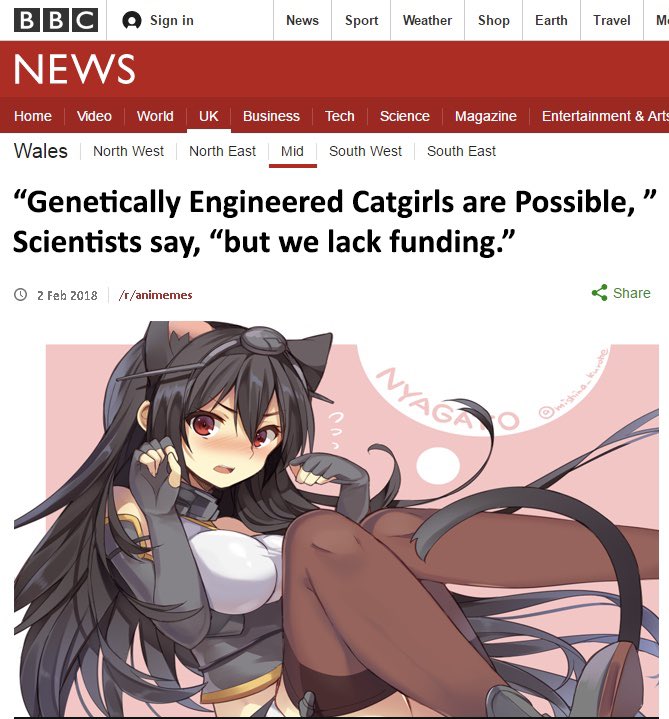 BBC Sign in News Sport Weather Shop Earth Travel
NEWS
Home Video World UK Business Tech Science Magazine Entertainment & Arts
Wales North West North East Mid South West South East
“Genetically Engineered Catgirls are Possible, ”
Scientists say, “but we lack funding.”
2 Feb 2018 /r/animemes Share
NYAGATO
@mishina_kurone